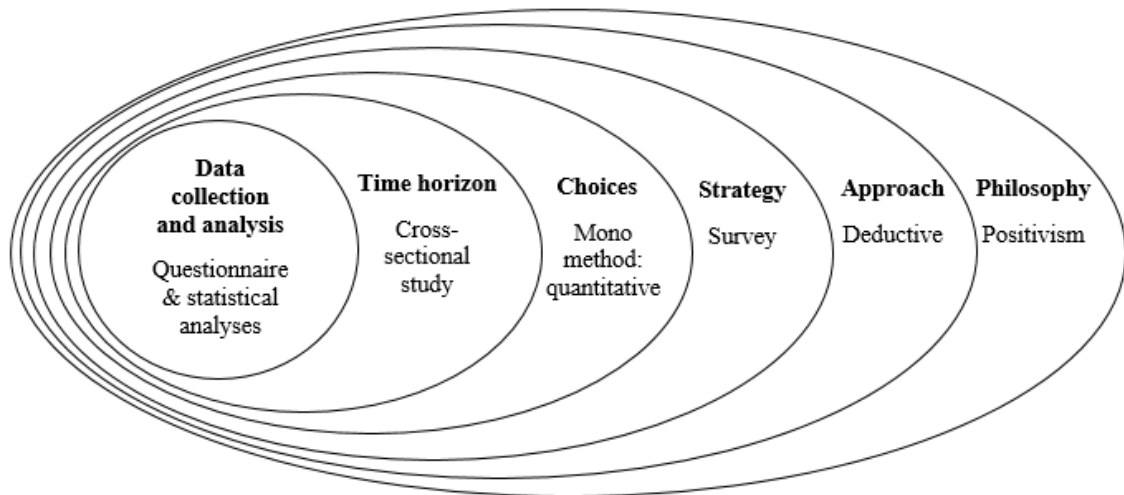 Data
collection
and analysis
Questionnaire
& statistical
analyses
Time horizon
Cross-
sectional
study
Choices
Mono
method:
quantitative
Strategy
Survey
Approach
Deductive
Philosophy
Positivism